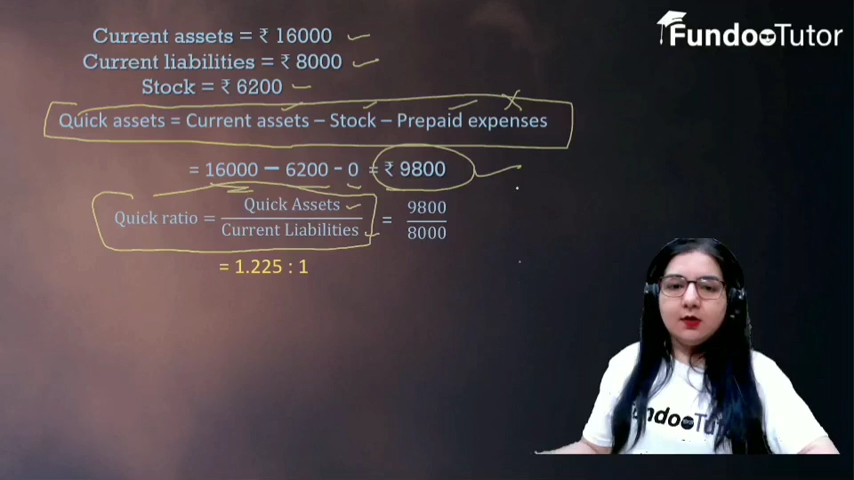 Current assets = ₹ 16000
Current liabilities = ₹ 8000
Stock = ₹ 6200
Quick assets = Current assets – Stock – Prepaid expenses
= 16000 – 6200 - 0 = ₹ 9800
Quick ratio = Quick Assets / Current Liabilities = 9800 / 8000
= 1.225 : 1
FundooTutor
undooTut